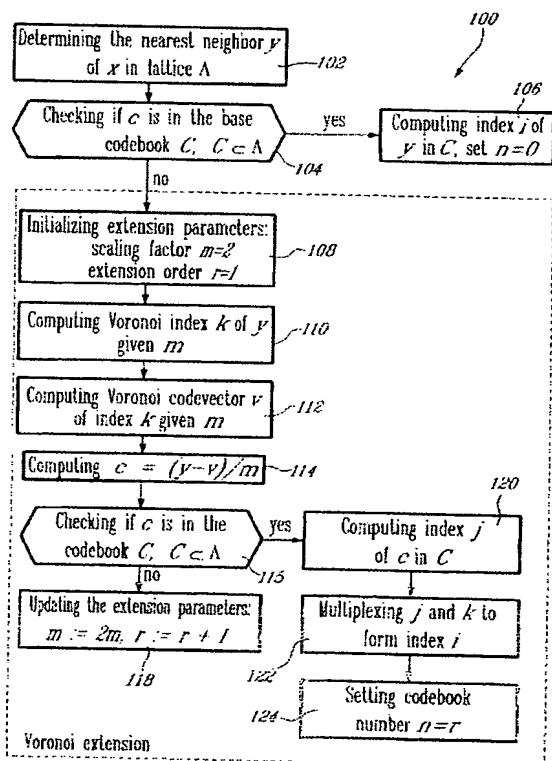 100
Determining the nearest neighbor y
of x in lattice Λ
102
Checking if c is in the base
codebook C, C ⊂ Λ
104
yes
106
Computing index j of
y in C, set n=0
no
Initializing extension parameters:
scaling factor m=2
extension order r=1
108
Computing Voronoi index k of y
given m
110
Computing Voronoi codevector v
of index k given m
112
Computing c = (y-v)/m
114
Checking if c is in the
codebook C, C ⊂ Λ
116
yes
120
Computing index j
of c in C
no
Updating the extension parameters:
m := 2m, r := r + 1
118
Multiplexing j and k to
form index i
122
Setting codebook
number n=r
124
Voronoi extension